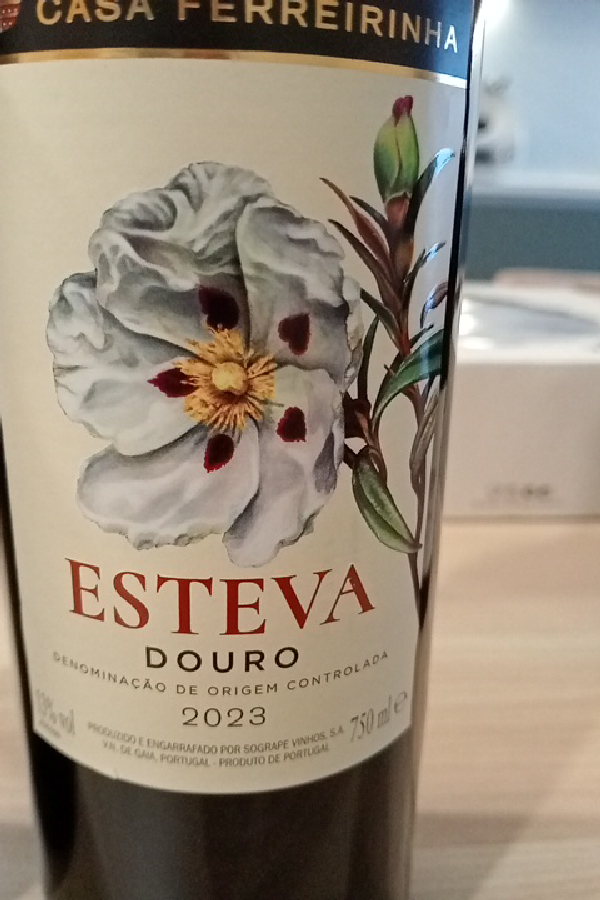 CASA FERREIRINHA
ESTEVA
DOURO
DENOMINAÇÃO DE ORIGEM CONTROLADA
2023
PRODUZIDO E ENGARRAFADO POR SOGRAPE VINHOS, S.A.
V.N. DE GAIA, PORTUGAL - PRODUTO DE PORTUGAL
750 ml e